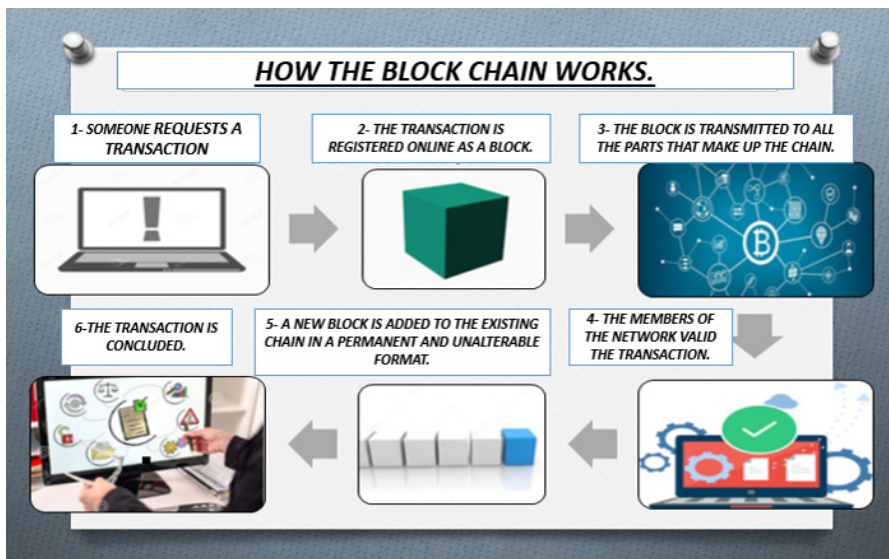 HOW THE BLOCK CHAIN WORKS.
1- SOMEONE REQUESTS A
TRANSACTION
2- THE TRANSACTION IS
REGISTERED ONLINE AS A BLOCK.
3- THE BLOCK IS TRANSMITTED TO ALL
THE PARTS THAT MAKE UP THE CHAIN.
4- THE MEMBERS OF
THE NETWORK VALID
THE TRANSACTION.
5- A NEW BLOCK IS ADDED TO THE EXISTING
CHAIN IN A PERMANENT AND UNALTERABLE
FORMAT.
6-THE TRANSACTION IS
CONCLUDED.